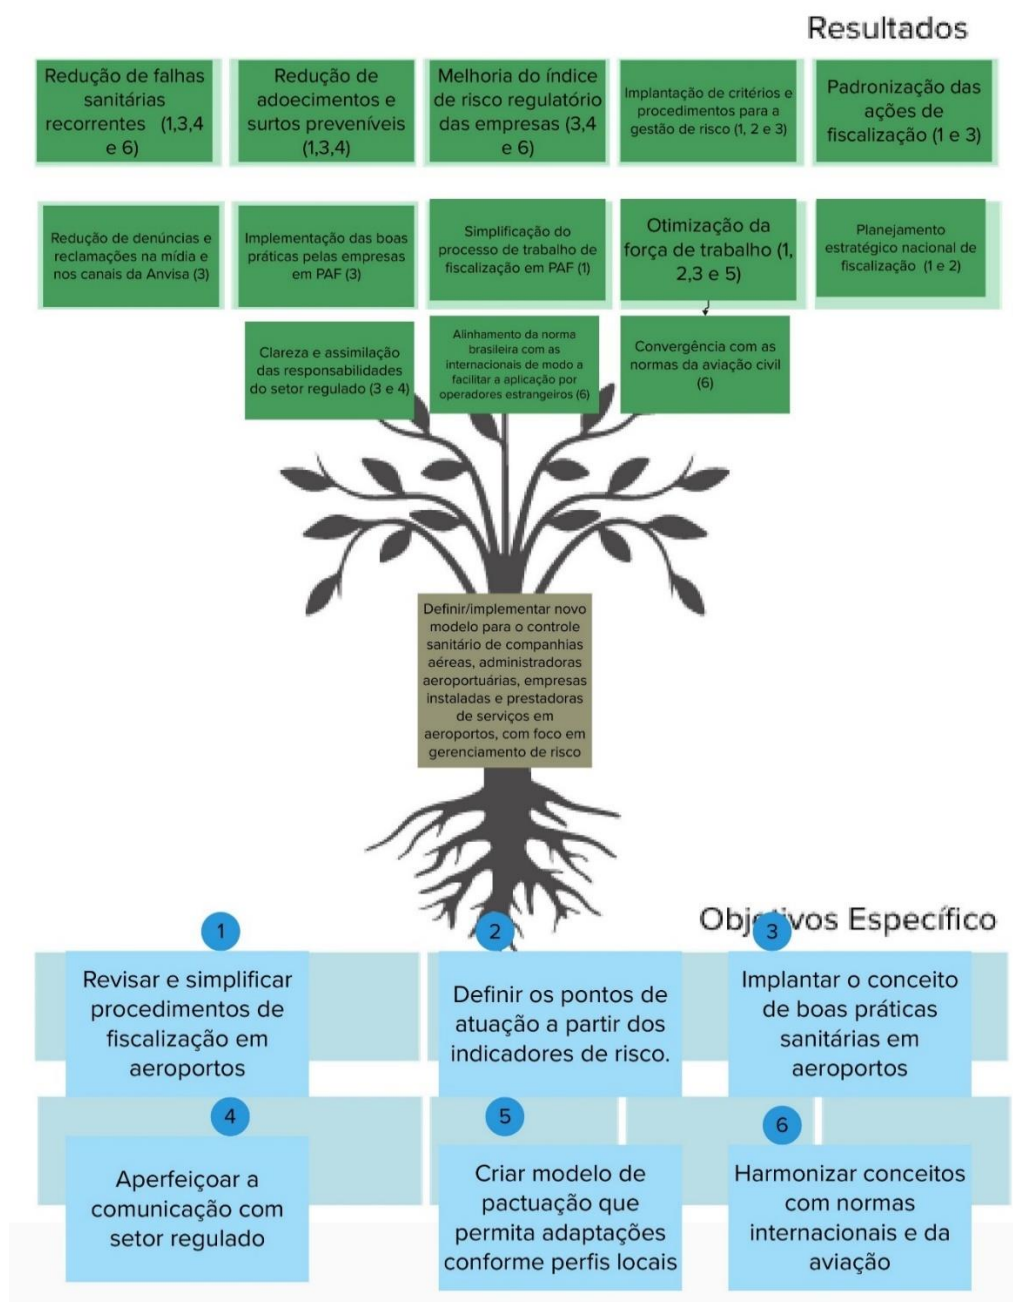 Resultados
Redução de falhas
sanitárias
recorrentes (1,3,4
e 6)
Redução de
adoecimentos e
surtos preveníveis
(1,3,4)
Melhoria do índice
de risco regulatório
das empresas (3,4
e 6)
Implantação de critérios e
procedimentos para a
gestão de risco (1, 2 e 3)
Padronização das
ações de
fiscalização (1 e 3)
Redução de denúncias e
reclamações na mídia e
nos canais da Anvisa (3)
Implementação das boas
práticas pelas empresas
em PAF (3)
Simplificação do
processo de trabalho de
fiscalização em PAF (1)
Otimização da
força de trabalho (1,
2,3 e 5)
Planejamento
estratégico nacional de
fiscalização (1 e 2)
Clareza e assimilação
das responsabilidades
do setor regulado (3 e 4)
Alinhamento da norma
brasileira com as
internacionais de modo a
facilitar a aplicação por
operadores estrangeiros (6)
Convergência com as
normas da aviação civil
(6)
Definir/implementar novo
modelo para o controle
sanitário de companhias
aéreas, administradoras
aeroportuárias, empresas
instaladas e prestadoras
de serviços em
aeroportos, com foco em
gerenciamento de risco
Objetivos Específico
1
Revisar e simplificar
procedimentos de
fiscalização em
aeroportos
2
Definir os pontos de
atuação a partir dos
indicadores de risco.
3
Implantar o conceito
de boas práticas
sanitárias em
aeroportos
4
Aperfeiçoar a
comunicação com
setor regulado
5
Criar modelo de
pactuação que
permita adaptações
conforme perfis locais
6
Harmonizar conceitos
com normas
internacionais e da
aviação